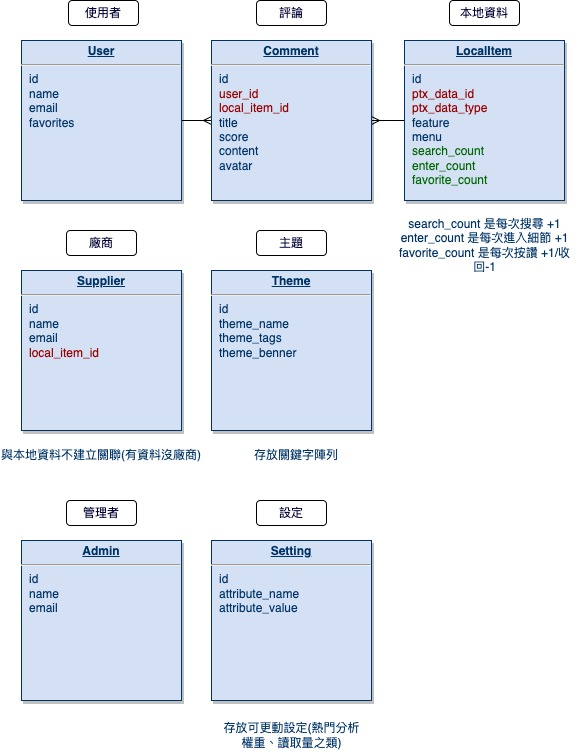 使用者
User
id
name
email
favorites
評論
Comment
id
user_id
local_item_id
title
score
content
avatar
本地資料
LocalItem
id
ptx_data_id
ptx_data_type
feature
menu
search_count
enter_count
favorite_count
search_count 是每次搜尋 +1
enter_count 是每次進入細節 +1
favorite_count 是每次按讚 +1/收
回-1
廠商
Supplier
id
name
email
local_item_id
與本地資料不建立關聯(有資料沒廠商)
主題
Theme
id
theme_name
theme_tags
theme_benner
存放關鍵字陣列
管理者
Admin
id
name
email
設定
Setting
id
attribute_name
attribute_value
存放可更動設定(熱門分析
權重、讀取量之類)